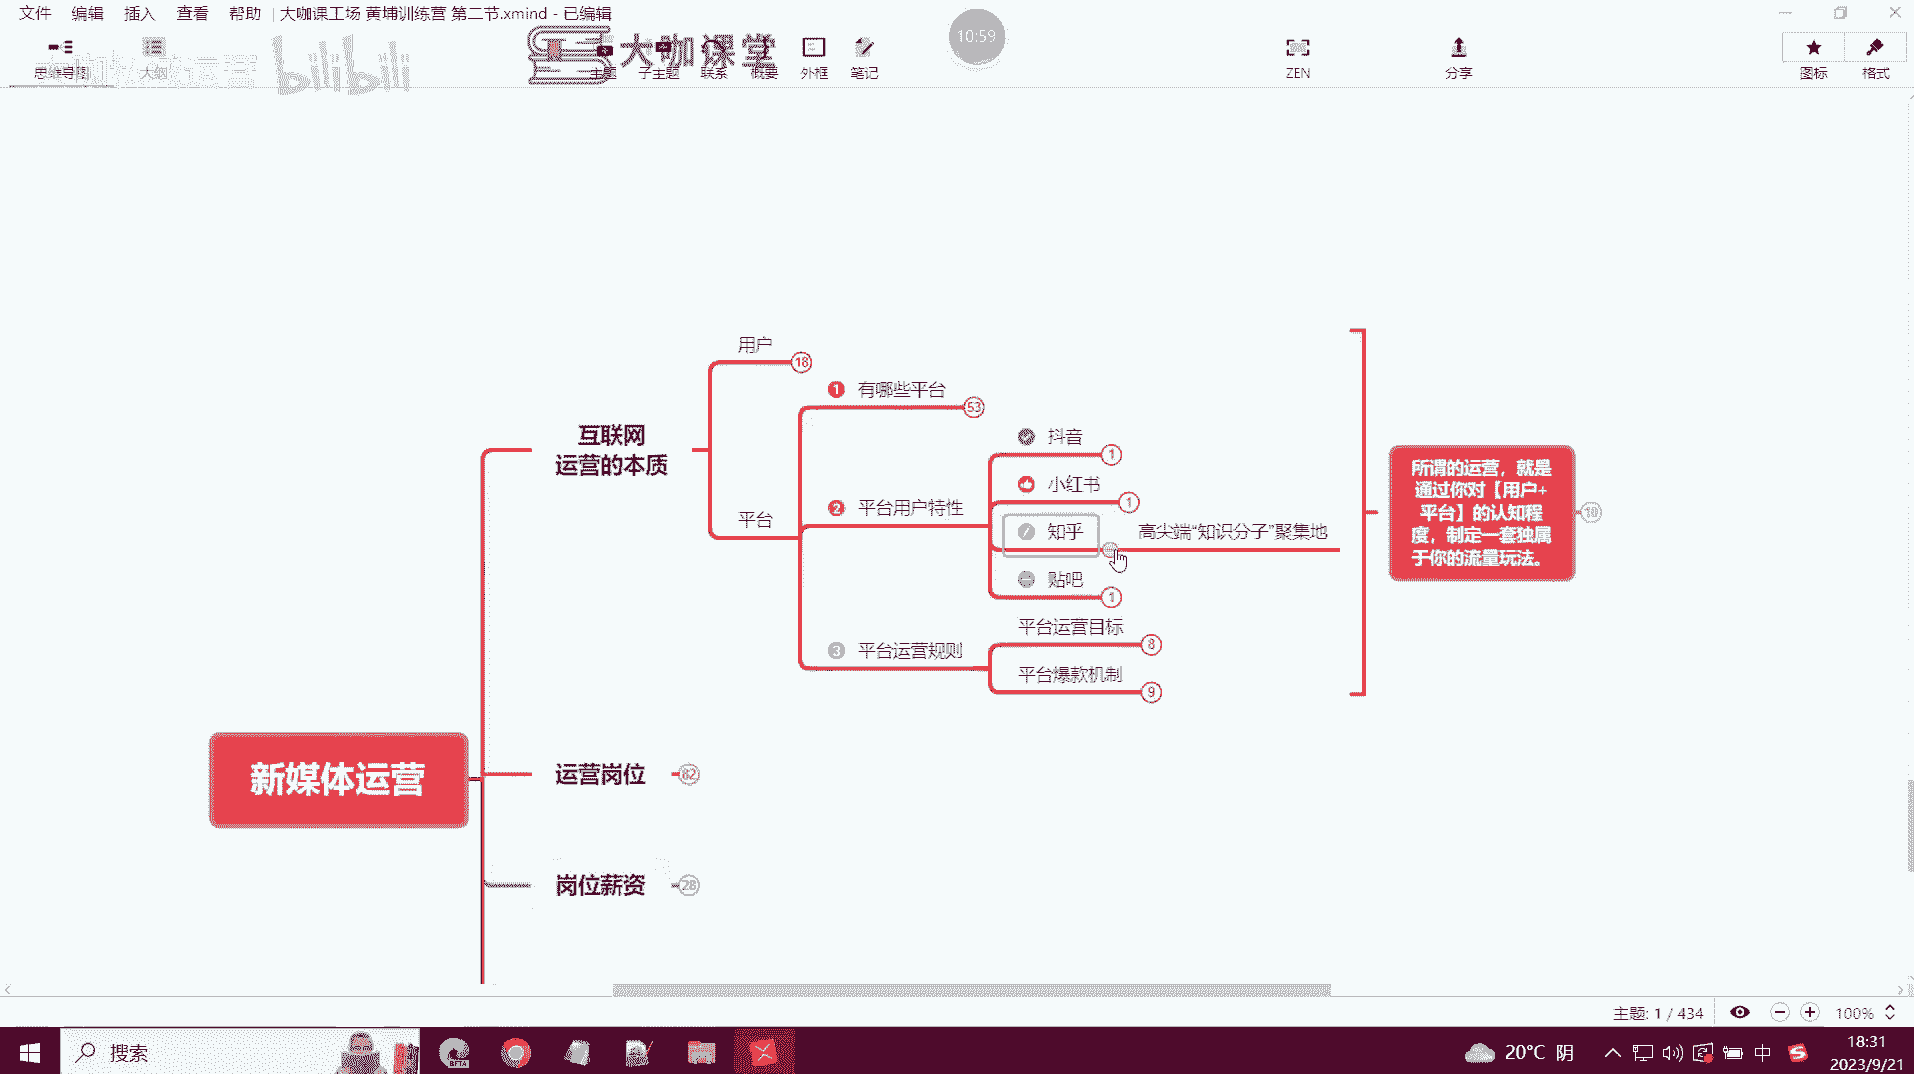 文件 编辑 插入 查看 帮助 大咖课工场 黄埔训练营 第二节.xmind - 已编辑
10:59
大咖课堂
bilibili
思维导图 大纲 主题 子主题 联系 概要 外框 笔记 ZEN 分享 图标 格式
用户
18
1 有哪些平台
53
互联网
运营的本质
抖音
1
小红书
1
平台
2 平台用户特性
知乎
高尖端“知识分子”聚集地
贴吧
1
3 平台运营规则
平台运营目标
8
平台爆款机制
9
所谓的运营，就是
通过你对【用户+
平台】的认知程
度，制定一套独属
于你的流量玩法。
10
新媒体运营
运营岗位
82
岗位薪资
28
主题: 1 / 434
100%
搜索
BETA
20°C 阴
中
18:31
2023/9/21